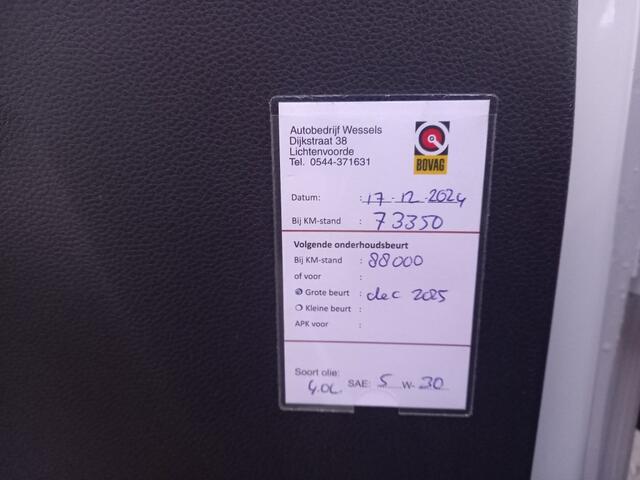 Autobedrijf Wessels
Dijkstraat 38
Lichtenvoorde
Tel. 0544-371631
BOVAG
Datum: : 17-12-2024
Bij KM-stand : 73350
Volgende onderhoudsbeurt
Bij KM-stand : 88000
of voor :
Grote beurt : dec 2025
Kleine beurt :
APK voor :
Soort olie:
4.0L. SAE: 5 W- 30